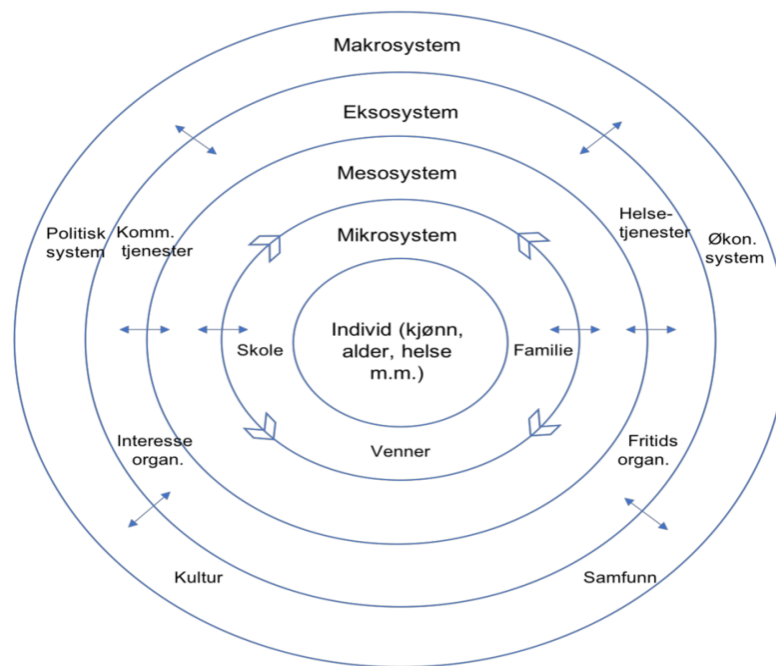 Makrosystem
Eksosystem
Mesosystem
Mikrosystem
Politisk
system
Komm.
tjenester
Helse-
tjenester
Økon.
system
Individ (kjønn,
alder, helse
m.m.)
Skole
Familie
Venner
Interesse
organ.
Fritids
organ.
Kultur
Samfunn